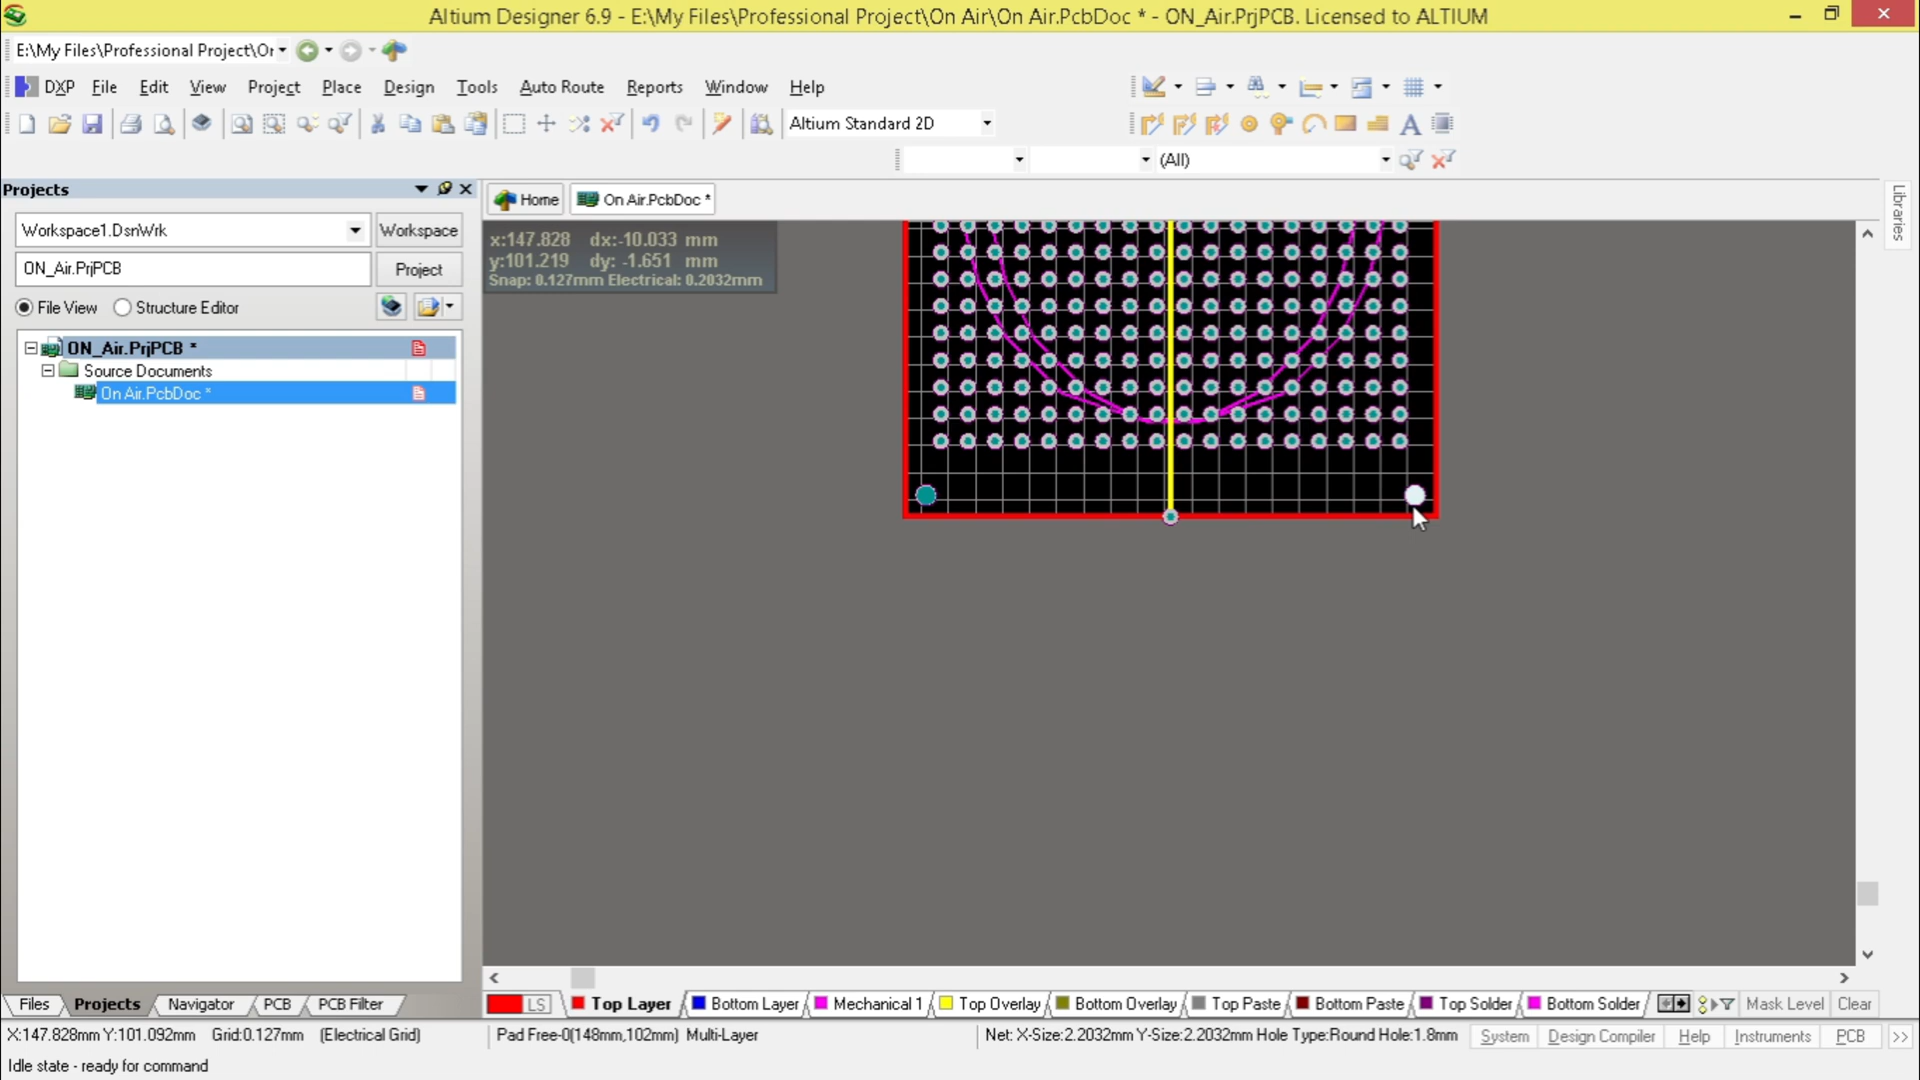 Altium Designer 6.9 - E:\My Files\Professional Project\On Air\On Air.PcbDoc * - ON_Air.PrjPCB. Licensed to ALTIUM
E:\My Files\Professional Project\Or
DXP File Edit View Project Place Design Tools Auto Route Reports Window Help
Altium Standard 2D
(All)
Projects
Home On Air.PcbDoc *
Libraries
Workspace1.DsnWrk Workspace
ON_Air.PrjPCB Project
File View Structure Editor
x:147.828 dx:-10.033 mm
y:101.219 dy: -1.651 mm
Snap: 0.127mm Electrical: 0.2032mm
ON_Air.PrjPCB *
Source Documents
On Air.PcbDoc *
Files Projects Navigator PCB PCB Filter
LS Top Layer Bottom Layer Mechanical 1 Top Overlay Bottom Overlay Top Paste Bottom Paste Top Solder Bottom Solder Mask Level Clear
X:147.828mm Y:101.092mm Grid:0.127mm (Electrical Grid) Pad Free-0(148mm,102mm) Multi-Layer Net: X-Size:2.2032mm Y-Size:2.2032mm Hole Type:Round Hole:1.8mm System Design Compiler Help Instruments PCB >>
Idle state - ready for command